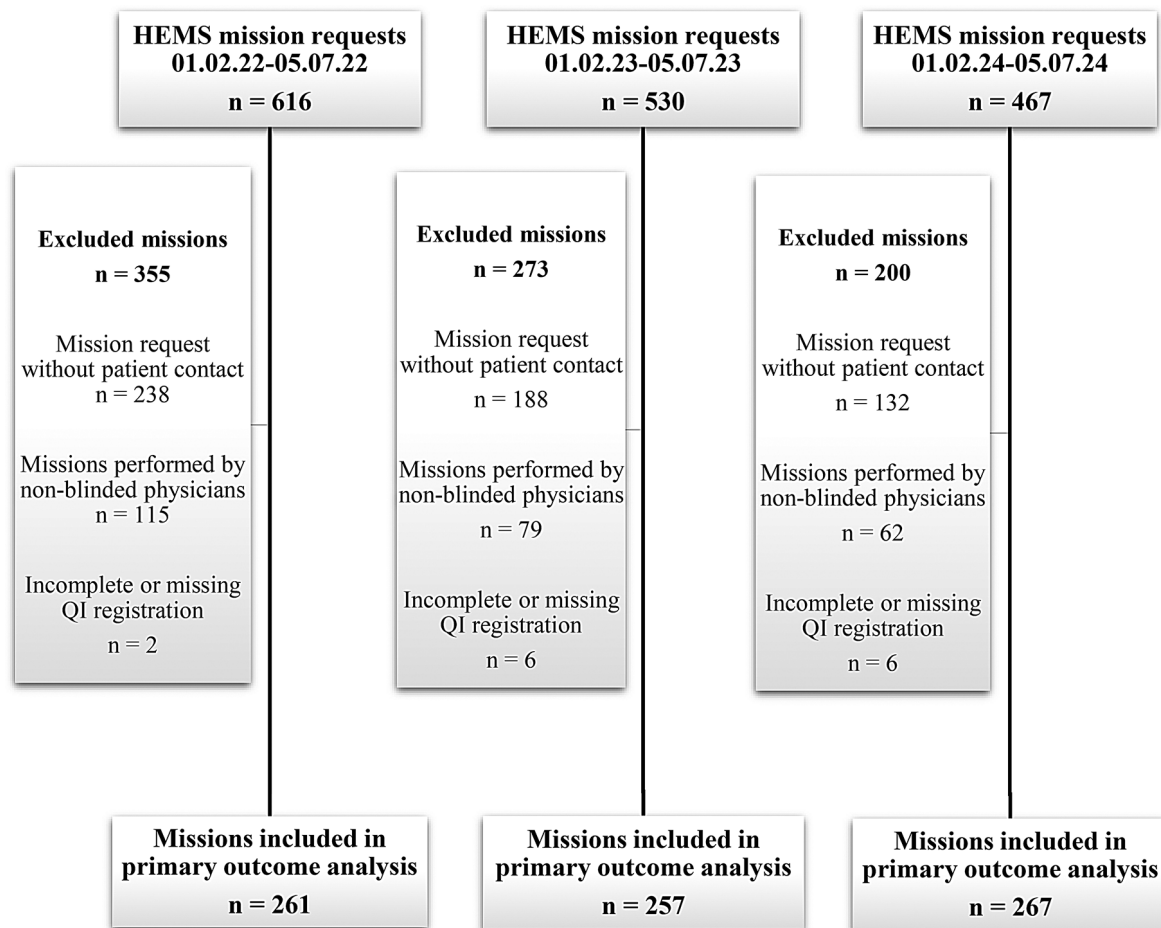 HEMS mission requests
01.02.22-05.07.22
n = 616
Excluded missions
n = 355
Mission request
without patient contact
n = 238
Missions performed by
non-blinded physicians
n = 115
Incomplete or missing
QI registration
n = 2
Missions included in
primary outcome analysis
n = 261
HEMS mission requests
01.02.23-05.07.23
n = 530
Excluded missions
n = 273
Mission request
without patient contact
n = 188
Missions performed by
non-blinded physicians
n = 79
Incomplete or missing
QI registration
n = 6
Missions included in
primary outcome analysis
n = 257
HEMS mission requests
01.02.24-05.07.24
n = 467
Excluded missions
n = 200
Mission request
without patient contact
n = 132
Missions performed by
non-blinded physicians
n = 62
Incomplete or missing
QI registration
n = 6
Missions included in
primary outcome analysis
n = 267